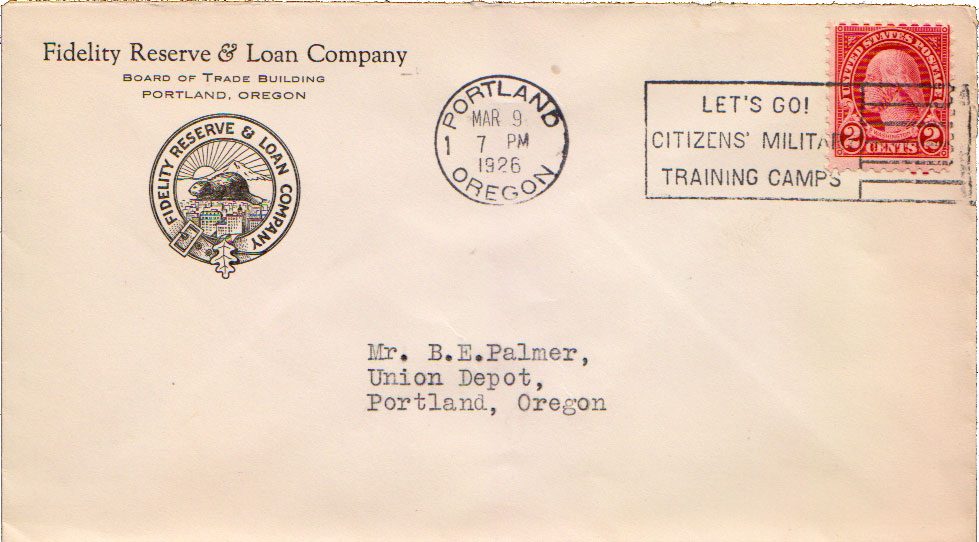 Fidelity Reserve & Loan Company
BOARD OF TRADE BUILDING
PORTLAND, OREGON
FIDELITY RESERVE & LOAN COMPANY
PORTLAND
MAR 9
1 7 PM
1926
OREGON
LET'S GO!
CITIZENS' MILITA
TRAINING CAMPS
UNITED STATES POSTAGE
2 CENTS 2
Mr. B.E.Palmer,
Union Depot,
Portland, Oregon